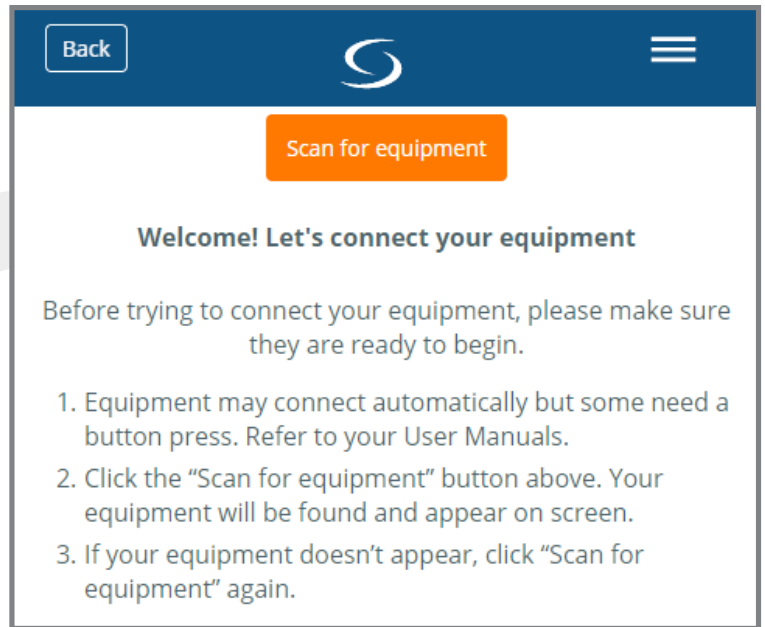 Back
Scan for equipment
Welcome! Let's connect your equipment
Before trying to connect your equipment, please make sure
they are ready to begin.
1. Equipment may connect automatically but some need a
button press. Refer to your User Manuals.
2. Click the “Scan for equipment” button above. Your
equipment will be found and appear on screen.
3. If your equipment doesn’t appear, click “Scan for
equipment” again.